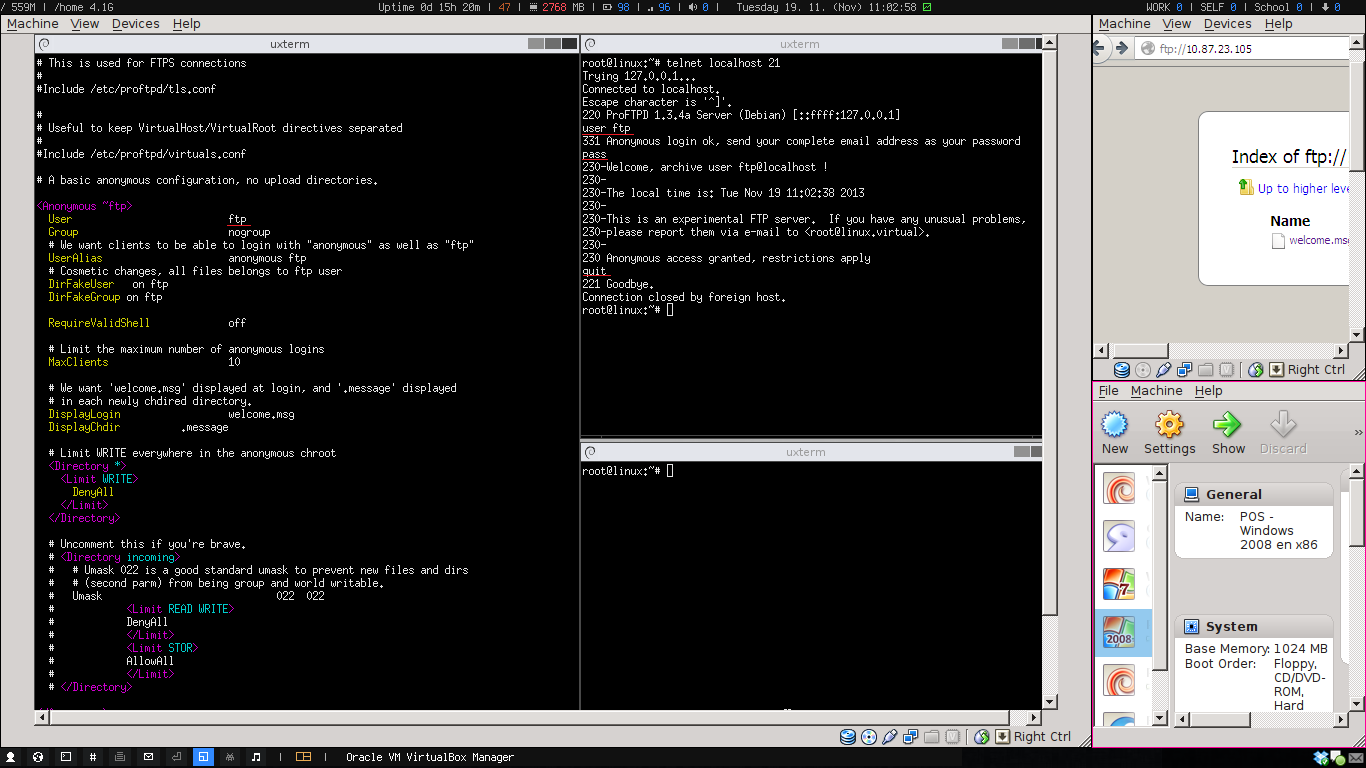 / 559M | /home 4.1G
Uptime 0d 15h 20m | 47 | 2768 MB | 98 | 96 | 0 | Tuesday 19. 11. (Nov) 11:02:58
WORK 0 | SELF 0 | School 0 | 0
Machine View Devices Help
uxterm
# This is used for FTPS connections
#
#Include /etc/proftpd/tls.conf
#
# Useful to keep VirtualHost/VirtualRoot directives separated
#
#Include /etc/proftpd/virtuals.conf
# A basic anonymous configuration, no upload directories.
<Anonymous ~ftp>
User ftp
Group nogroup
# We want clients to be able to login with "anonymous" as well as "ftp"
UserAlias anonymous ftp
# Cosmetic changes, all files belongs to ftp user
DirFakeUser on ftp
DirFakeGroup on ftp
RequireValidShell off
# Limit the maximum number of anonymous logins
MaxClients 10
# We want 'welcome.msg' displayed at login, and '.message' displayed
# in each newly chdired directory.
DisplayLogin welcome.msg
DisplayChdir .message
# Limit WRITE everywhere in the anonymous chroot
<Directory *>
<Limit WRITE>
DenyAll
</Limit>
</Directory>
# Uncomment this if you're brave.
# <Directory incoming>
# # Umask 022 is a good standard umask to prevent new files and dirs
# # (second parm) from being group and world writable.
# Umask 022 022
# <Limit READ WRITE>
# DenyAll
# </Limit>
# <Limit STOR>
# AllowAll
# </Limit>
# </Directory>
uxterm
root@linux:~# telnet localhost 21
Trying 127.0.0.1...
Connected to localhost.
Escape character is '^]'.
220 ProFTPD 1.3.4a Server (Debian) [::ffff:127.0.0.1]
user ftp
331 Anonymous login ok, send your complete email address as your password
pass
230-Welcome, archive user ftp@localhost !
230-
230-The local time is: Tue Nov 19 11:02:38 2013
230-
230-This is an experimental FTP server. If you have any unusual problems,
230-please report them via e-mail to <root@linux.virtual>.
230-
230 Anonymous access granted, restrictions apply
quit
221 Goodbye.
Connection closed by foreign host.
root@linux:~#
uxterm
root@linux:~#
Right Ctrl
Machine View Devices Help
ftp://10.87.23.105
Index of ftp://
Up to higher leve
Name
welcome.msg
Right Ctrl
File Machine Help
New Settings Show Discard
»
7
2008
General
Name: POS -
Windows
2008 en x86
System
Base Memory: 1024 MB
Boot Order: Floppy,
CD/DVD-
ROM,
Hard
# | | Oracle VM VirtualBox Manager